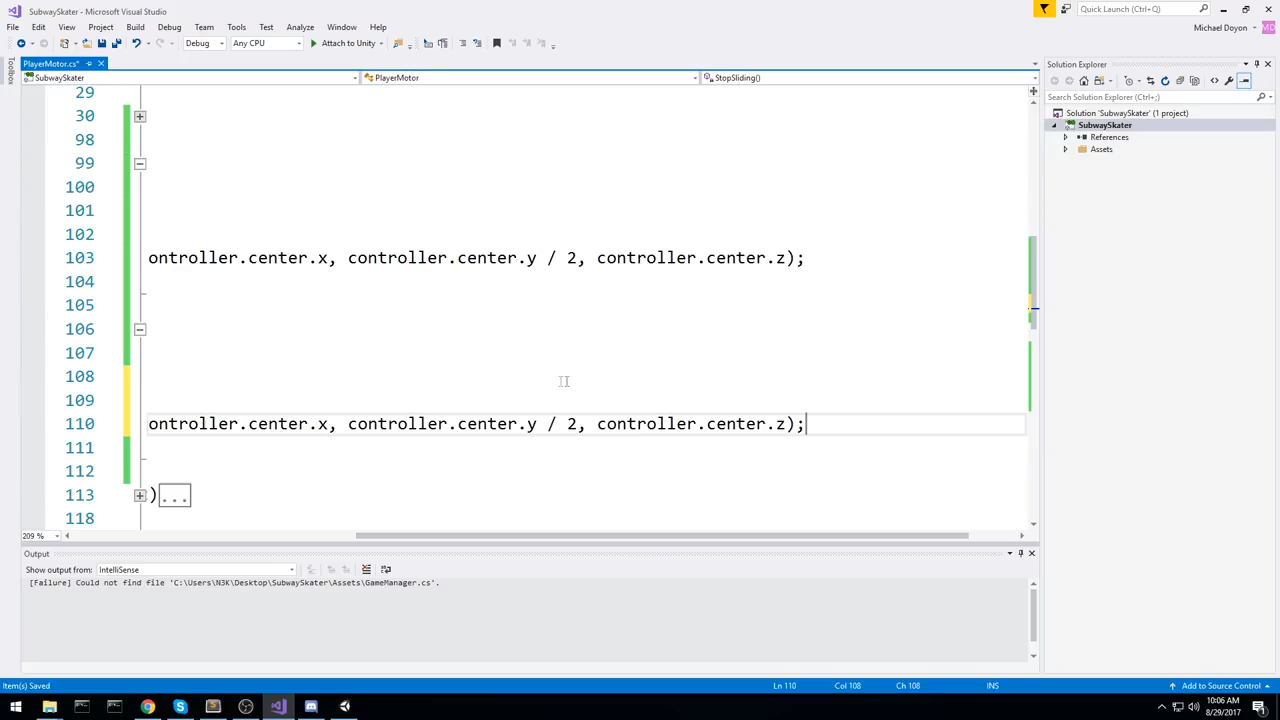 SubwaySkater - Microsoft Visual Studio
Quick Launch (Ctrl+Q)
File Edit View Project Build Debug Team Tools Test Analyze Window Help
Michael Doyon MD
Debug Any CPU Attach to Unity
Toolbox
PlayerMotor.cs*
SubwaySkater PlayerMotor StopSliding()
29
30
98
99
100
101
102
103 ontroller.center.x, controller.center.y / 2, controller.center.z);
104
105
106
107
108
109
110 ontroller.center.x, controller.center.y / 2, controller.center.z);
111
112
113 )...
118
209 %
Solution Explorer
Search Solution Explorer (Ctrl+;)
Solution 'SubwaySkater' (1 project)
SubwaySkater
References
Assets
Output
Show output from: IntelliSense
[Failure] Could not find file 'C:\Users\N3K\Desktop\SubwaySkater\Assets\GameManager.cs'.
Item(s) Saved Ln 110 Col 108 Ch 108 INS Add to Source Control
10:06 AM
8/29/2017